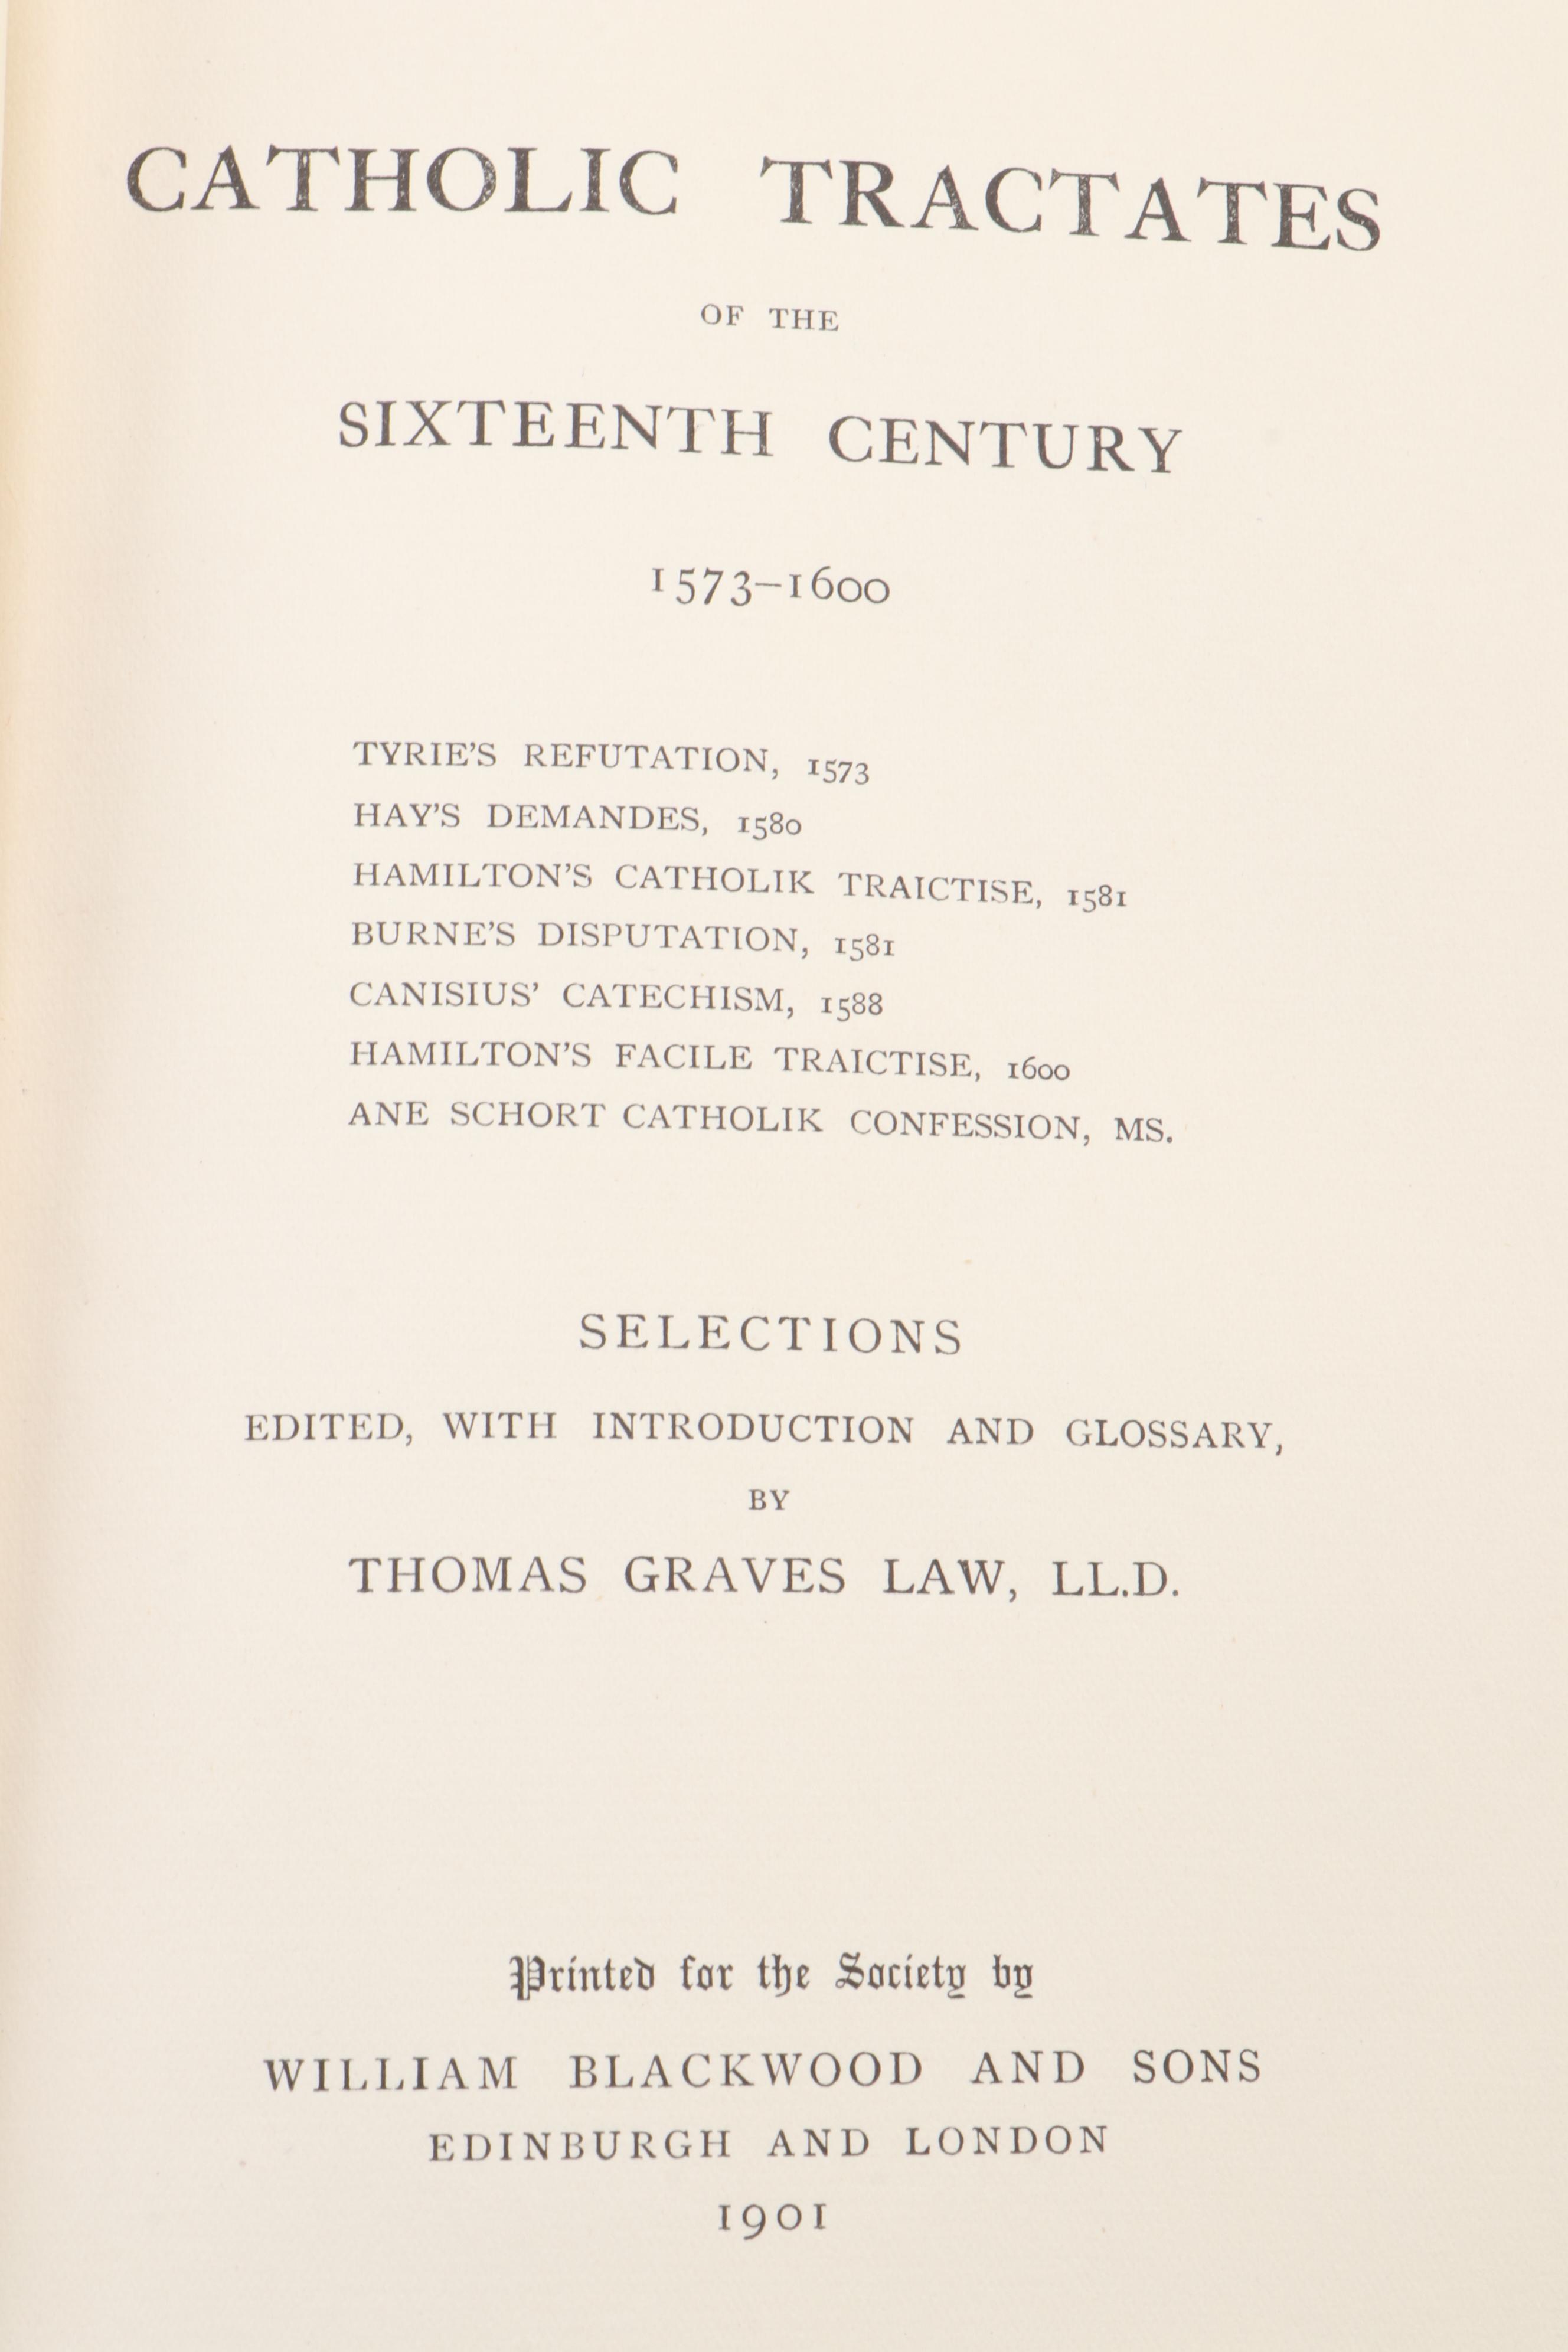 CATHOLIC TRACTATES
OF THE
SIXTEENTH CENTURY
1573–1600
TYRIE'S REFUTATION, 1573
HAY'S DEMANDES, 1580
HAMILTON'S CATHOLIK TRAICTISE, 1581
BURNE'S DISPUTATION, 1581
CANISIUS' CATECHISM, 1588
HAMILTON'S FACILE TRAICTISE, 1600
ANE SCHORT CATHOLIK CONFESSION, MS.
SELECTIONS
EDITED, WITH INTRODUCTION AND GLOSSARY,
BY
THOMAS GRAVES LAW, LL.D.
Printed for the Society by
WILLIAM BLACKWOOD AND SONS
EDINBURGH AND LONDON
1901